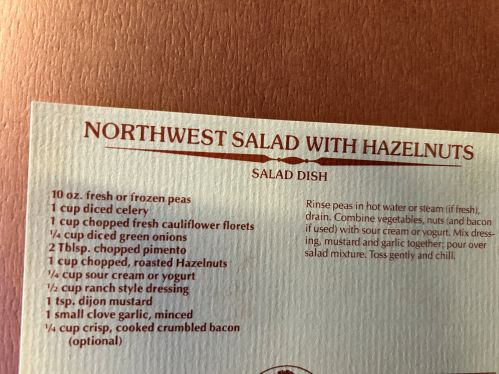 NORTHWEST SALAD WITH HAZELNUTS
SALAD DISH
10 oz. fresh or frozen peas
1 cup diced celery
1 cup chopped fresh cauliflower florets
¼ cup diced green onions
2 Tblsp. chopped pimento
1 cup chopped, roasted Hazelnuts
¼ cup sour cream or yogurt
½ cup ranch style dressing
1 tsp. dijon mustard
1 small clove garlic, minced
¼ cup crisp, cooked crumbled bacon
(optional)
Rinse peas in hot water or steam (if fresh),
drain. Combine vegetables, nuts (and bacon
if used) with sour cream or yogurt. Mix dress-
ing, mustard and garlic together; pour over
salad mixture. Toss gently and chill.